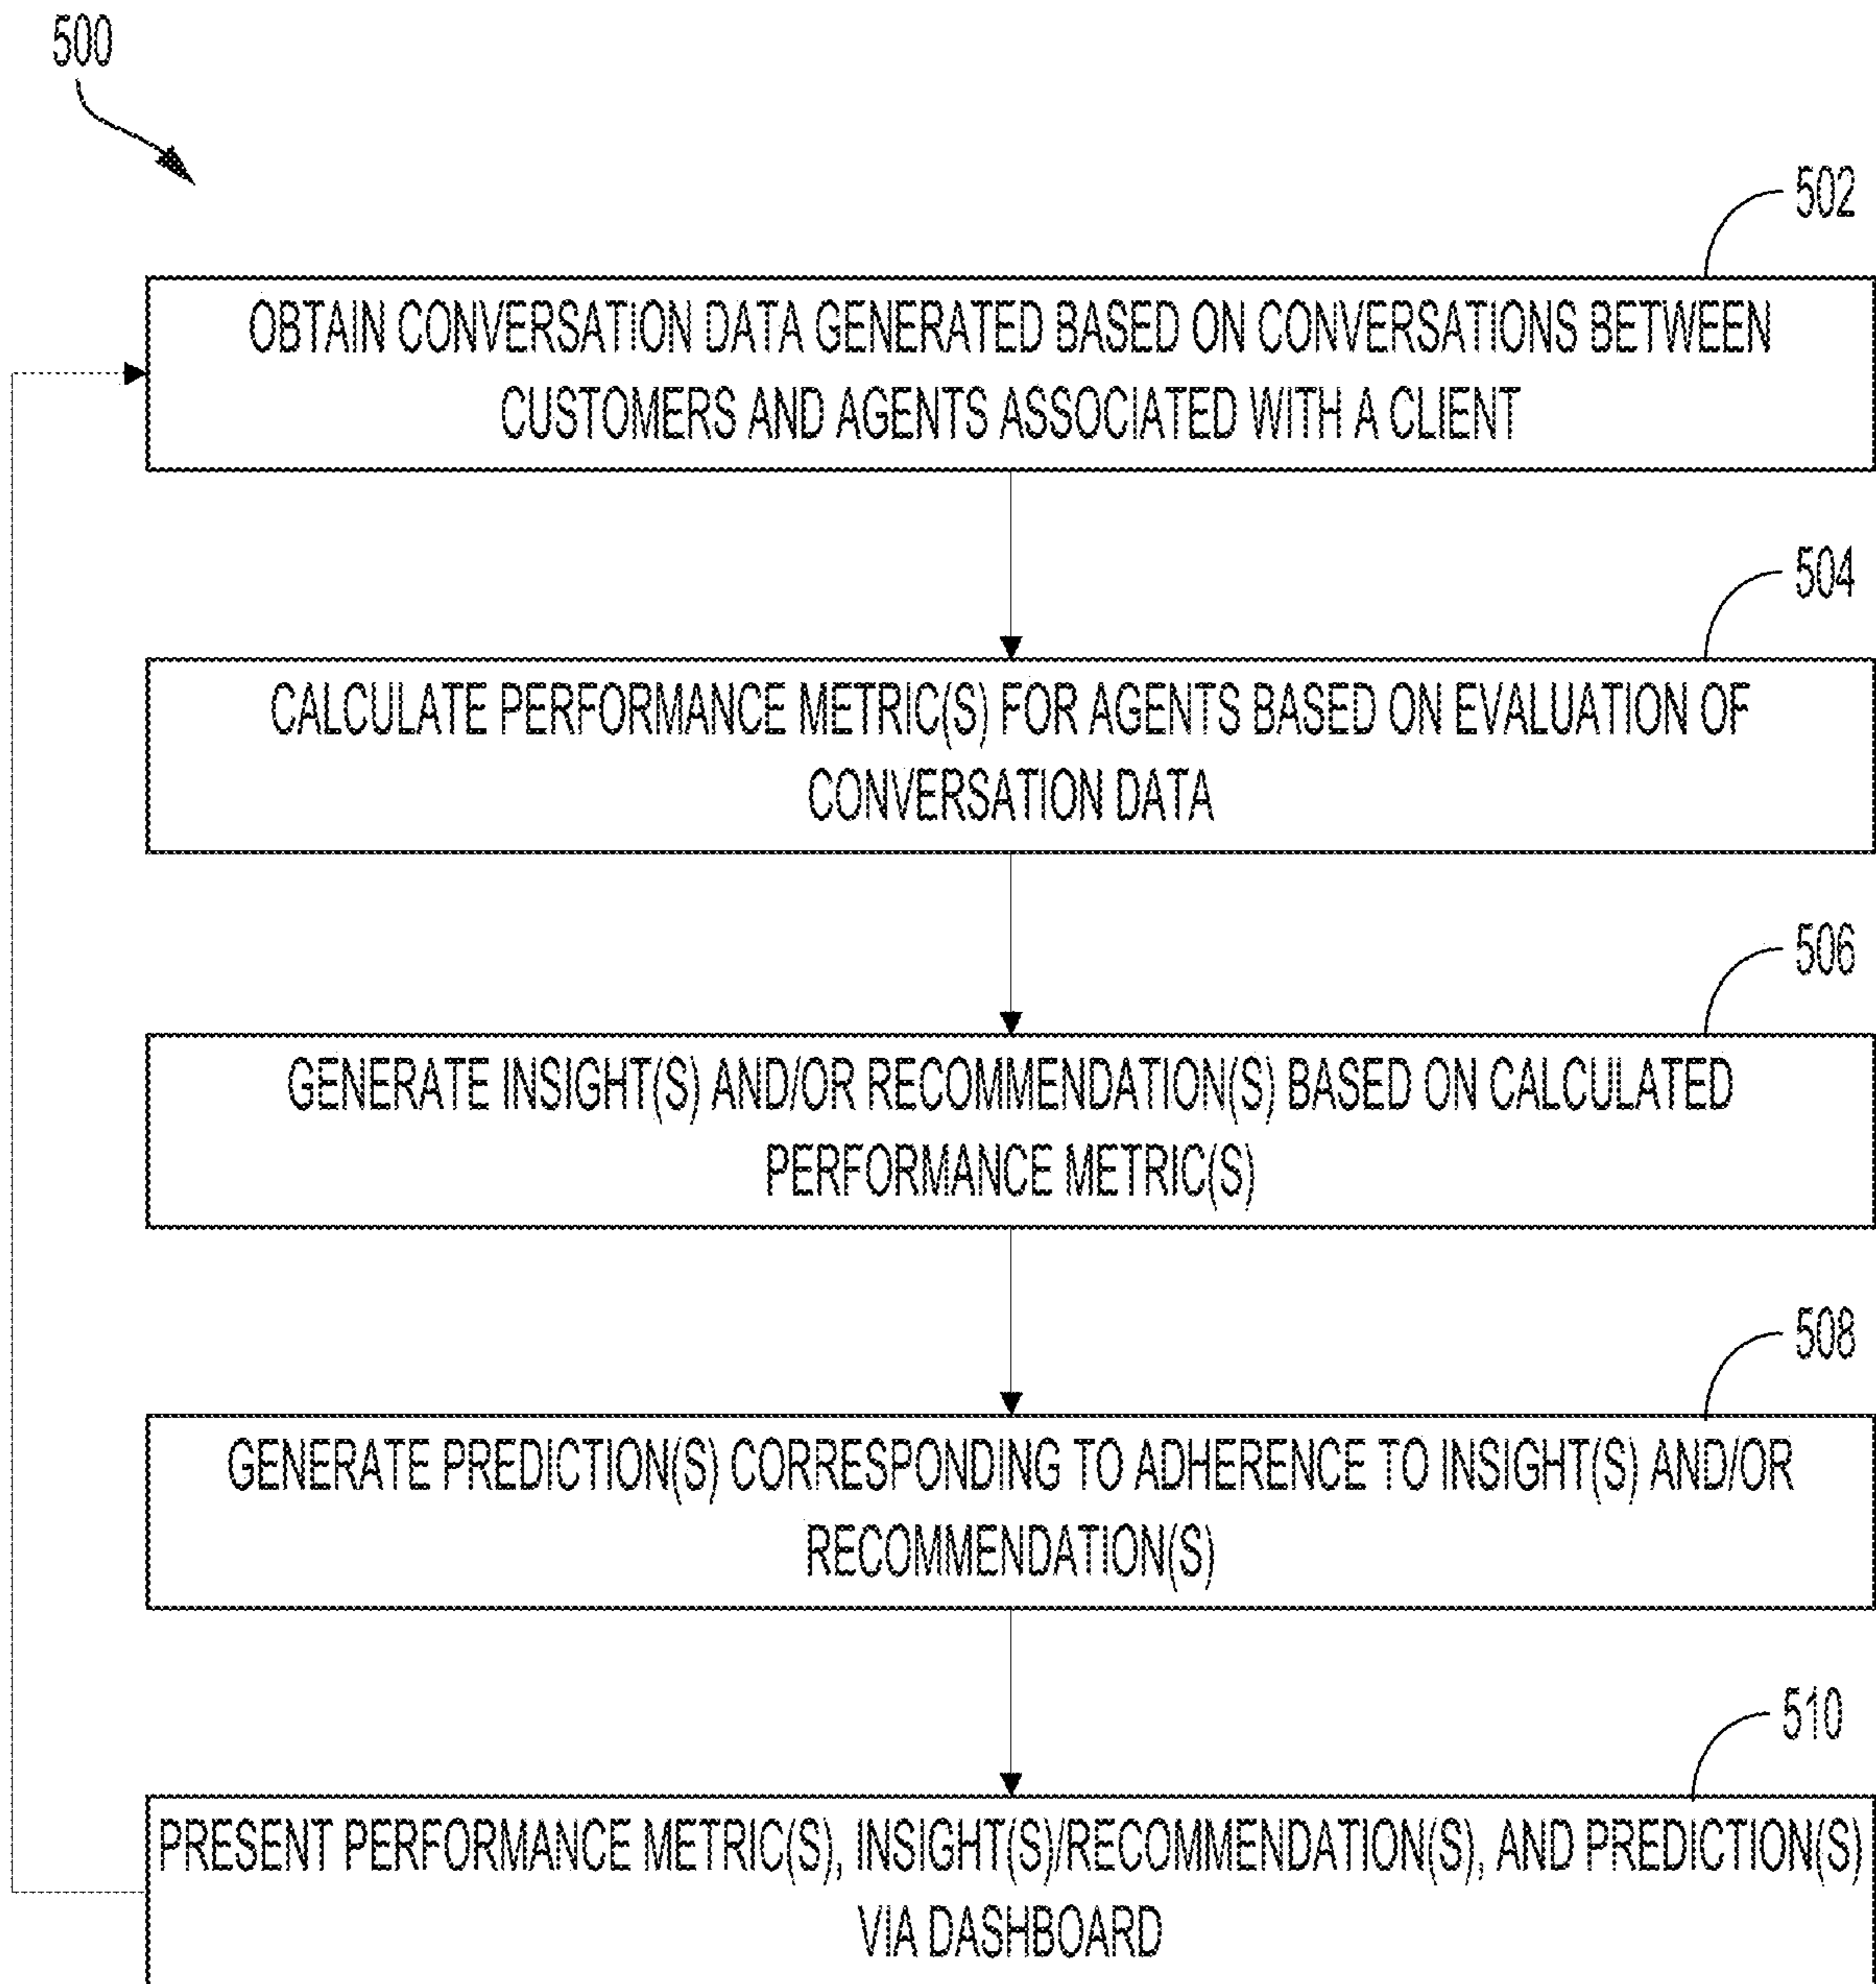 500
502
OBTAIN CONVERSATION DATA GENERATED BASED ON CONVERSATIONS BETWEEN
CUSTOMERS AND AGENTS ASSOCIATED WITH A CLIENT
504
CALCULATE PERFORMANCE METRIC(S) FOR AGENTS BASED ON EVALUATION OF
CONVERSATION DATA
506
GENERATE INSIGHT(S) AND/OR RECOMMENDATION(S) BASED ON CALCULATED
PERFORMANCE METRIC(S)
508
GENERATE PREDICTION(S) CORRESPONDING TO ADHERENCE TO INSIGHT(S) AND/OR
RECOMMENDATION(S)
510
PRESENT PERFORMANCE METRIC(S), INSIGHT(S)/RECOMMENDATION(S), AND PREDICTION(S)
VIA DASHBOARD